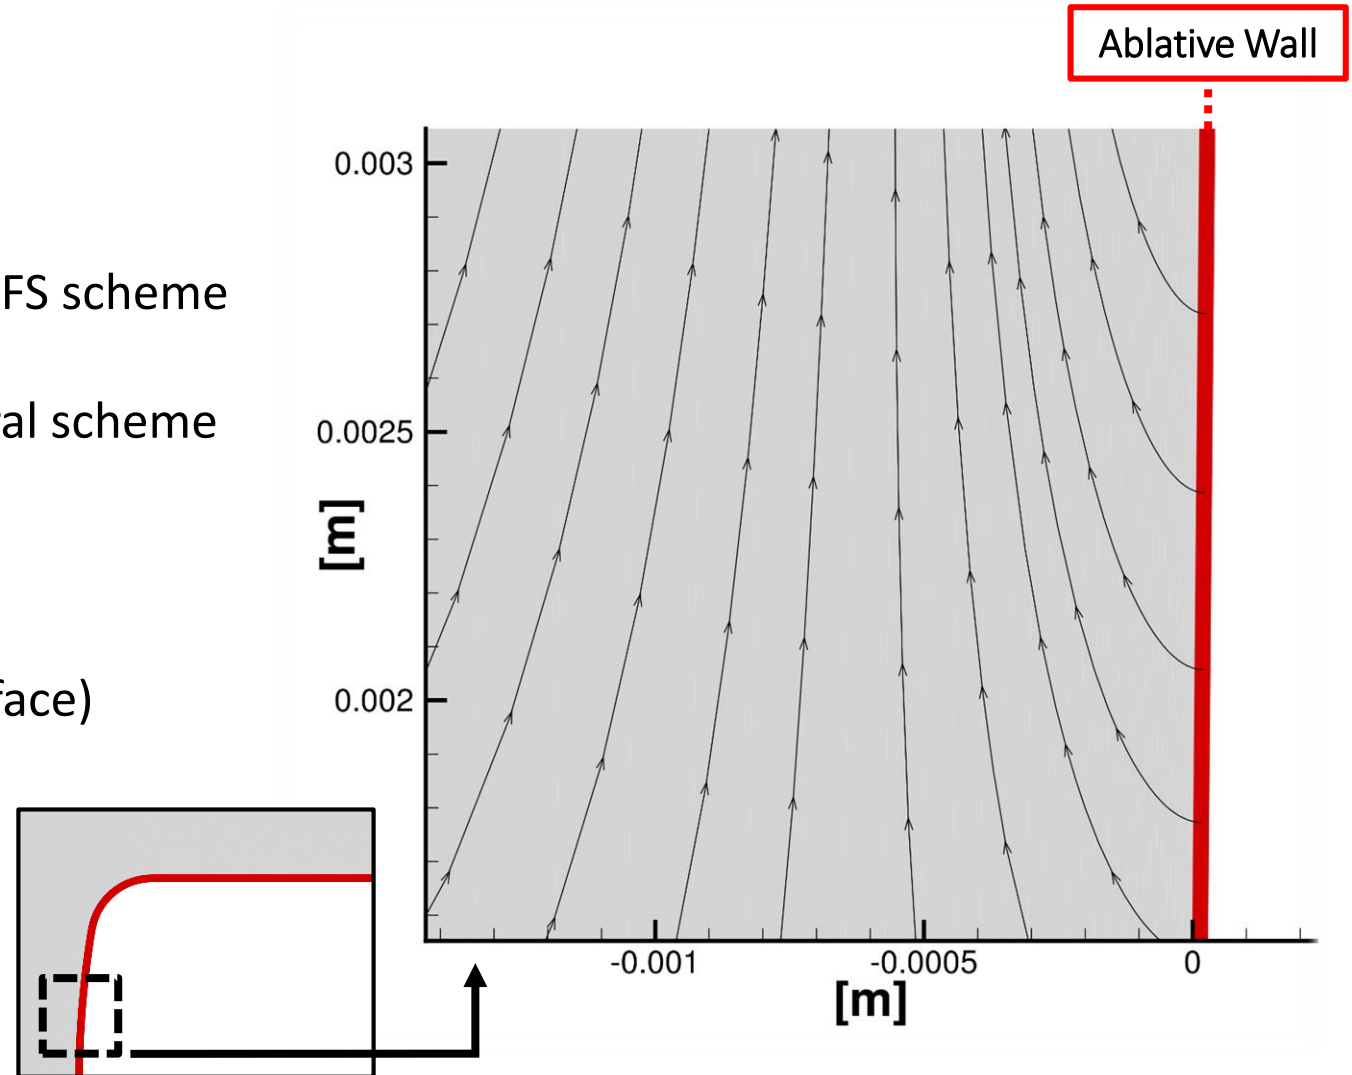 Ablative Wall
FS scheme
al scheme
face)
0.003
0.0025
0.002
[m]
-0.001
-0.0005
0
[m]